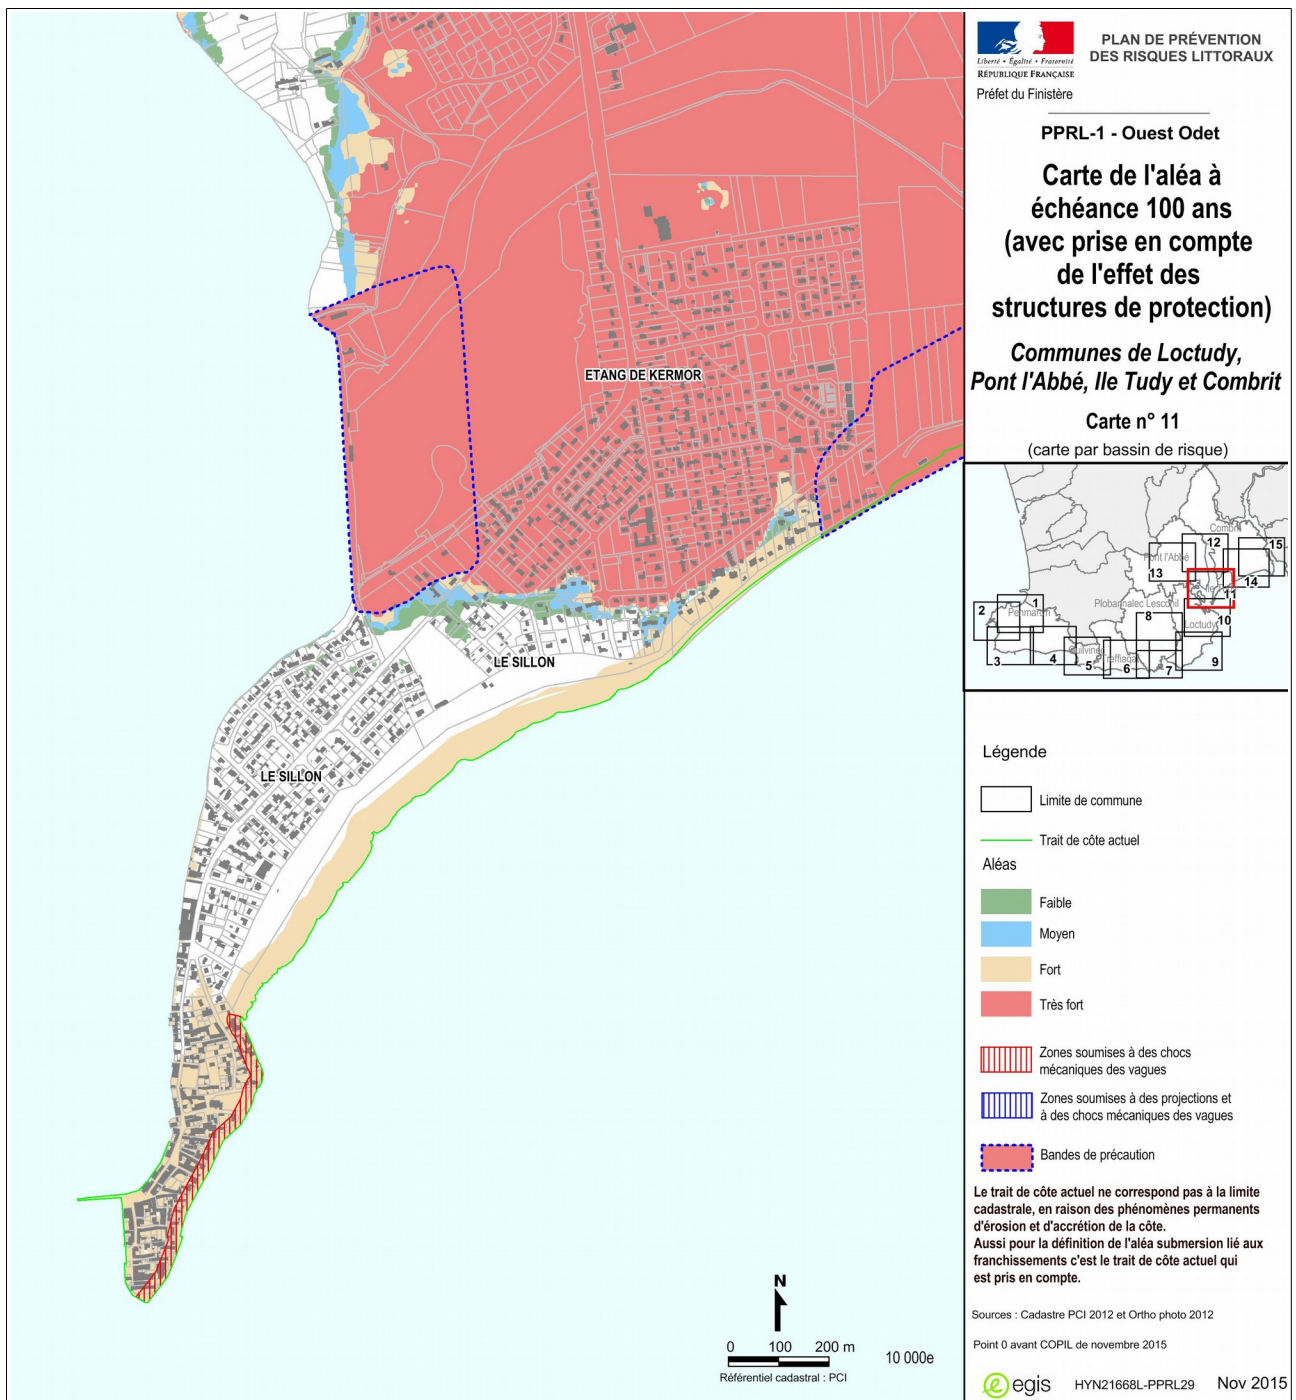 Liberté • Égalité • Fraternité
RÉPUBLIQUE FRANÇAISE
PLAN DE PRÉVENTION
DES RISQUES LITTORAUX
Préfet du Finistère
PPRL-1 - Ouest Odet
Carte de l'aléa à
échéance 100 ans
(avec prise en compte
de l'effet des
structures de protection)
Communes de Loctudy,
Pont l'Abbé, Ile Tudy et Combrit
Carte n° 11
(carte par bassin de risque)
Combrit
Pont l'Abbé
12
15
13
14
11
Ile
Plobannalec Lesconil
1
2
Penmarch
8
10
Loctudy
3
4
5
Guilvinec
Treffiagat
6
7
9
ETANG DE KERMOR
LE SILLON
LE SILLON
Légende
Limite de commune
Trait de côte actuel
Aléas
Faible
Moyen
Fort
Très fort
Zones soumises à des chocs
mécaniques des vagues
Zones soumises à des projections et
à des chocs mécaniques des vagues
Bandes de précaution
Le trait de côte actuel ne correspond pas à la limite
cadastrale, en raison des phénomènes permanents
d'érosion et d'accrétion de la côte.
Aussi pour la définition de l'aléa submersion lié aux
franchissements c'est le trait de côte actuel qui
est pris en compte.
Sources : Cadastre PCI 2012 et Ortho photo 2012
Point 0 avant COPIL de novembre 2015
egis
HYN21668L-PPRL29
Nov 2015
N
0 100 200 m
Référentiel cadastral : PCI
10 000e